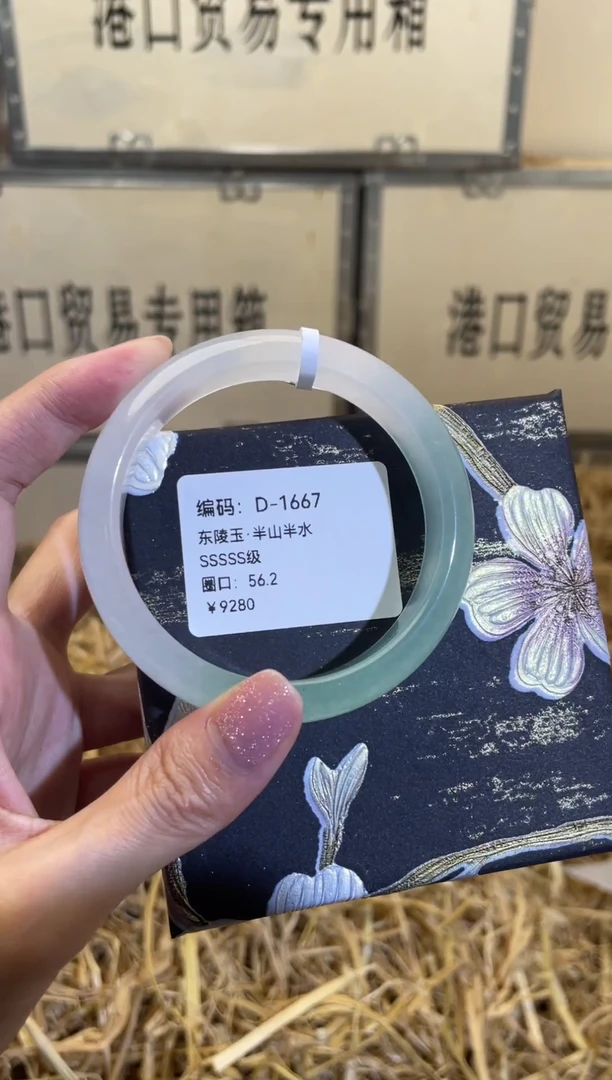 港口贸易专用箱
港口贸易专用箱
港口贸易
编码：D-1667
东陵玉·半山半水
SSSSS级
圈口：56.2
￥9280